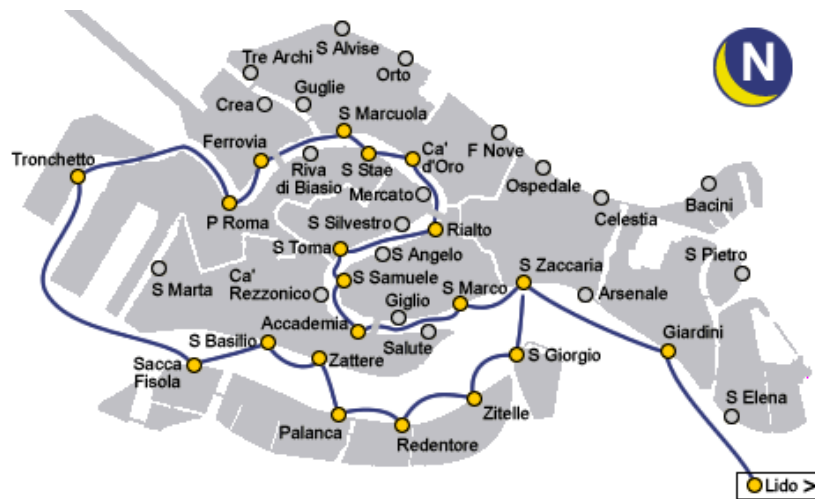 S Alvise
Tre Archi
Orto
Guglie
N
Crea
S Marcuola
Ferrovia
Tronchetto
Riva
di Biasio
S Stae
Ca'
d'Oro
F Nove
Ospedale
Mercato
Bacini
Celestia
P Roma
S Silvestro
Rialto
S Toma
S Angelo
S Zaccaria
S Pietro
S Marta
Ca'
Rezzonico
S Samuele
S Marco
Arsenale
Giglio
Accademia
Salute
Giardini
S Basilio
Zattere
S Giorgio
Sacca
Fisola
S Elena
Palanca
Redentore
Zitelle
Lido >